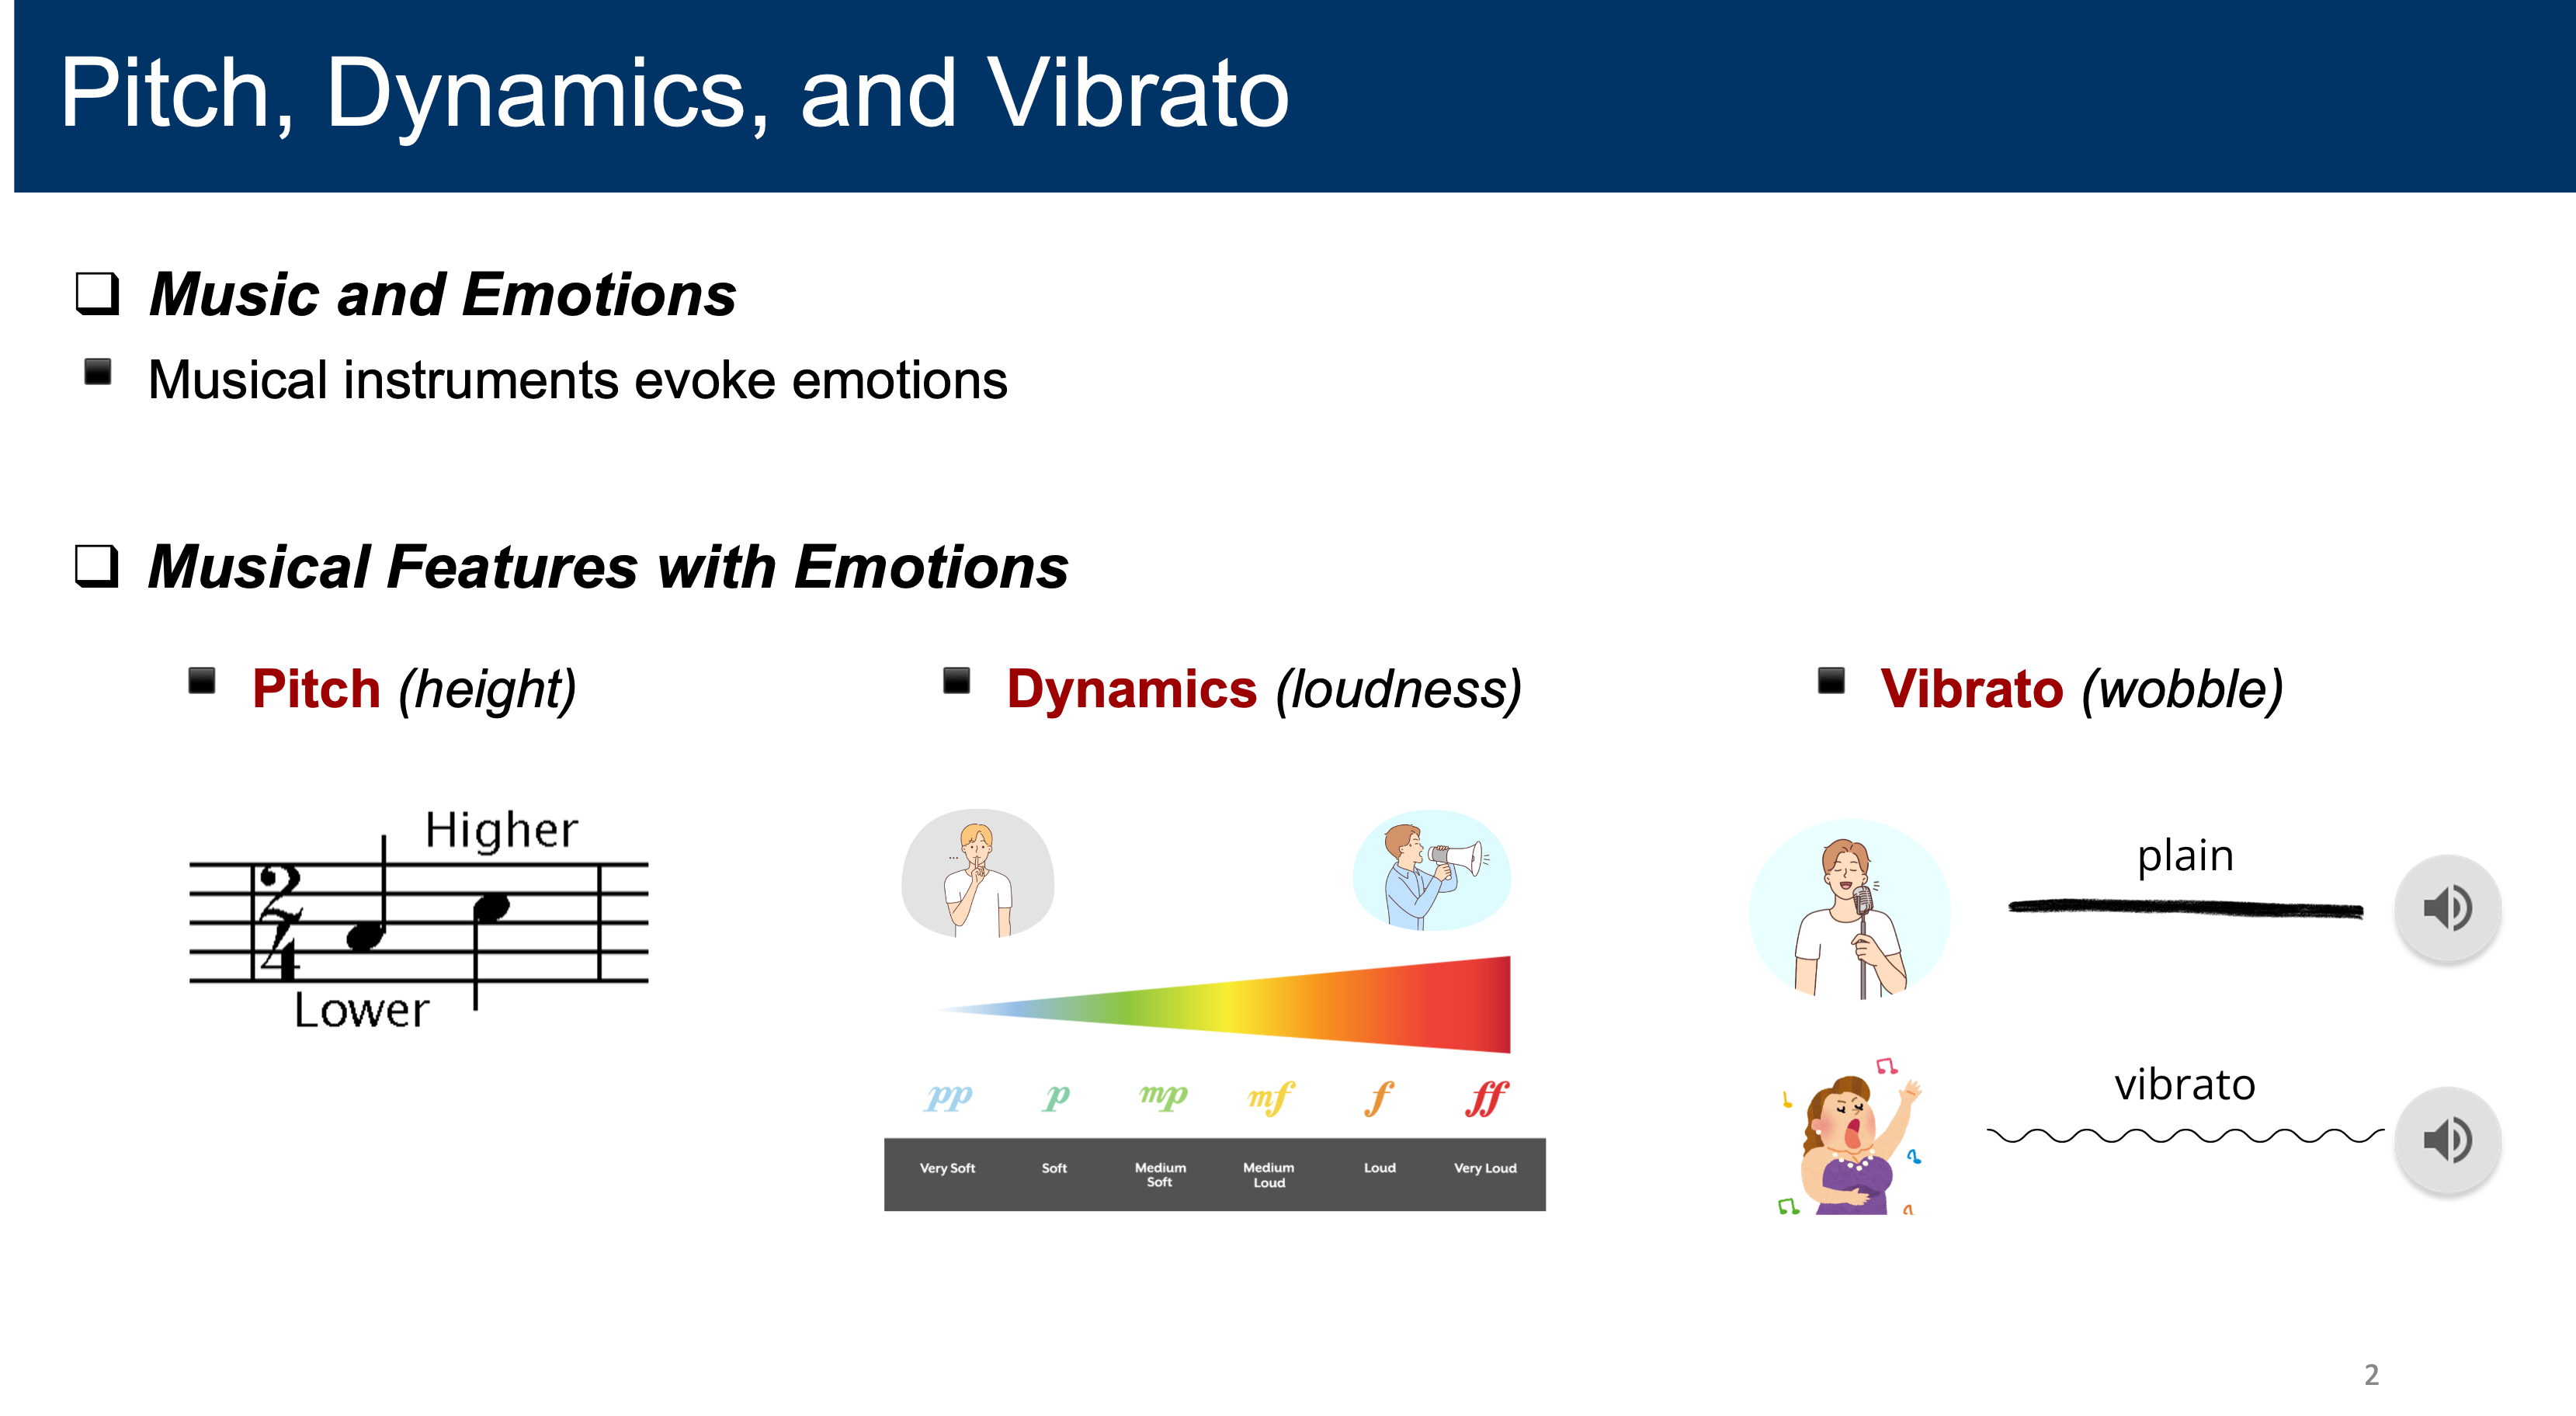 Pitch, Dynamics, and Vibrato
Music and Emotions
Musical instruments evoke emotions
Musical Features with Emotions
Pitch (height)
Dynamics (loudness)
Vibrato (wobble)
Higher
2
4
Lower
pp p mp mf f ff
Very Soft Soft Medium Soft Medium Loud Loud Very Loud
plain
vibrato
2